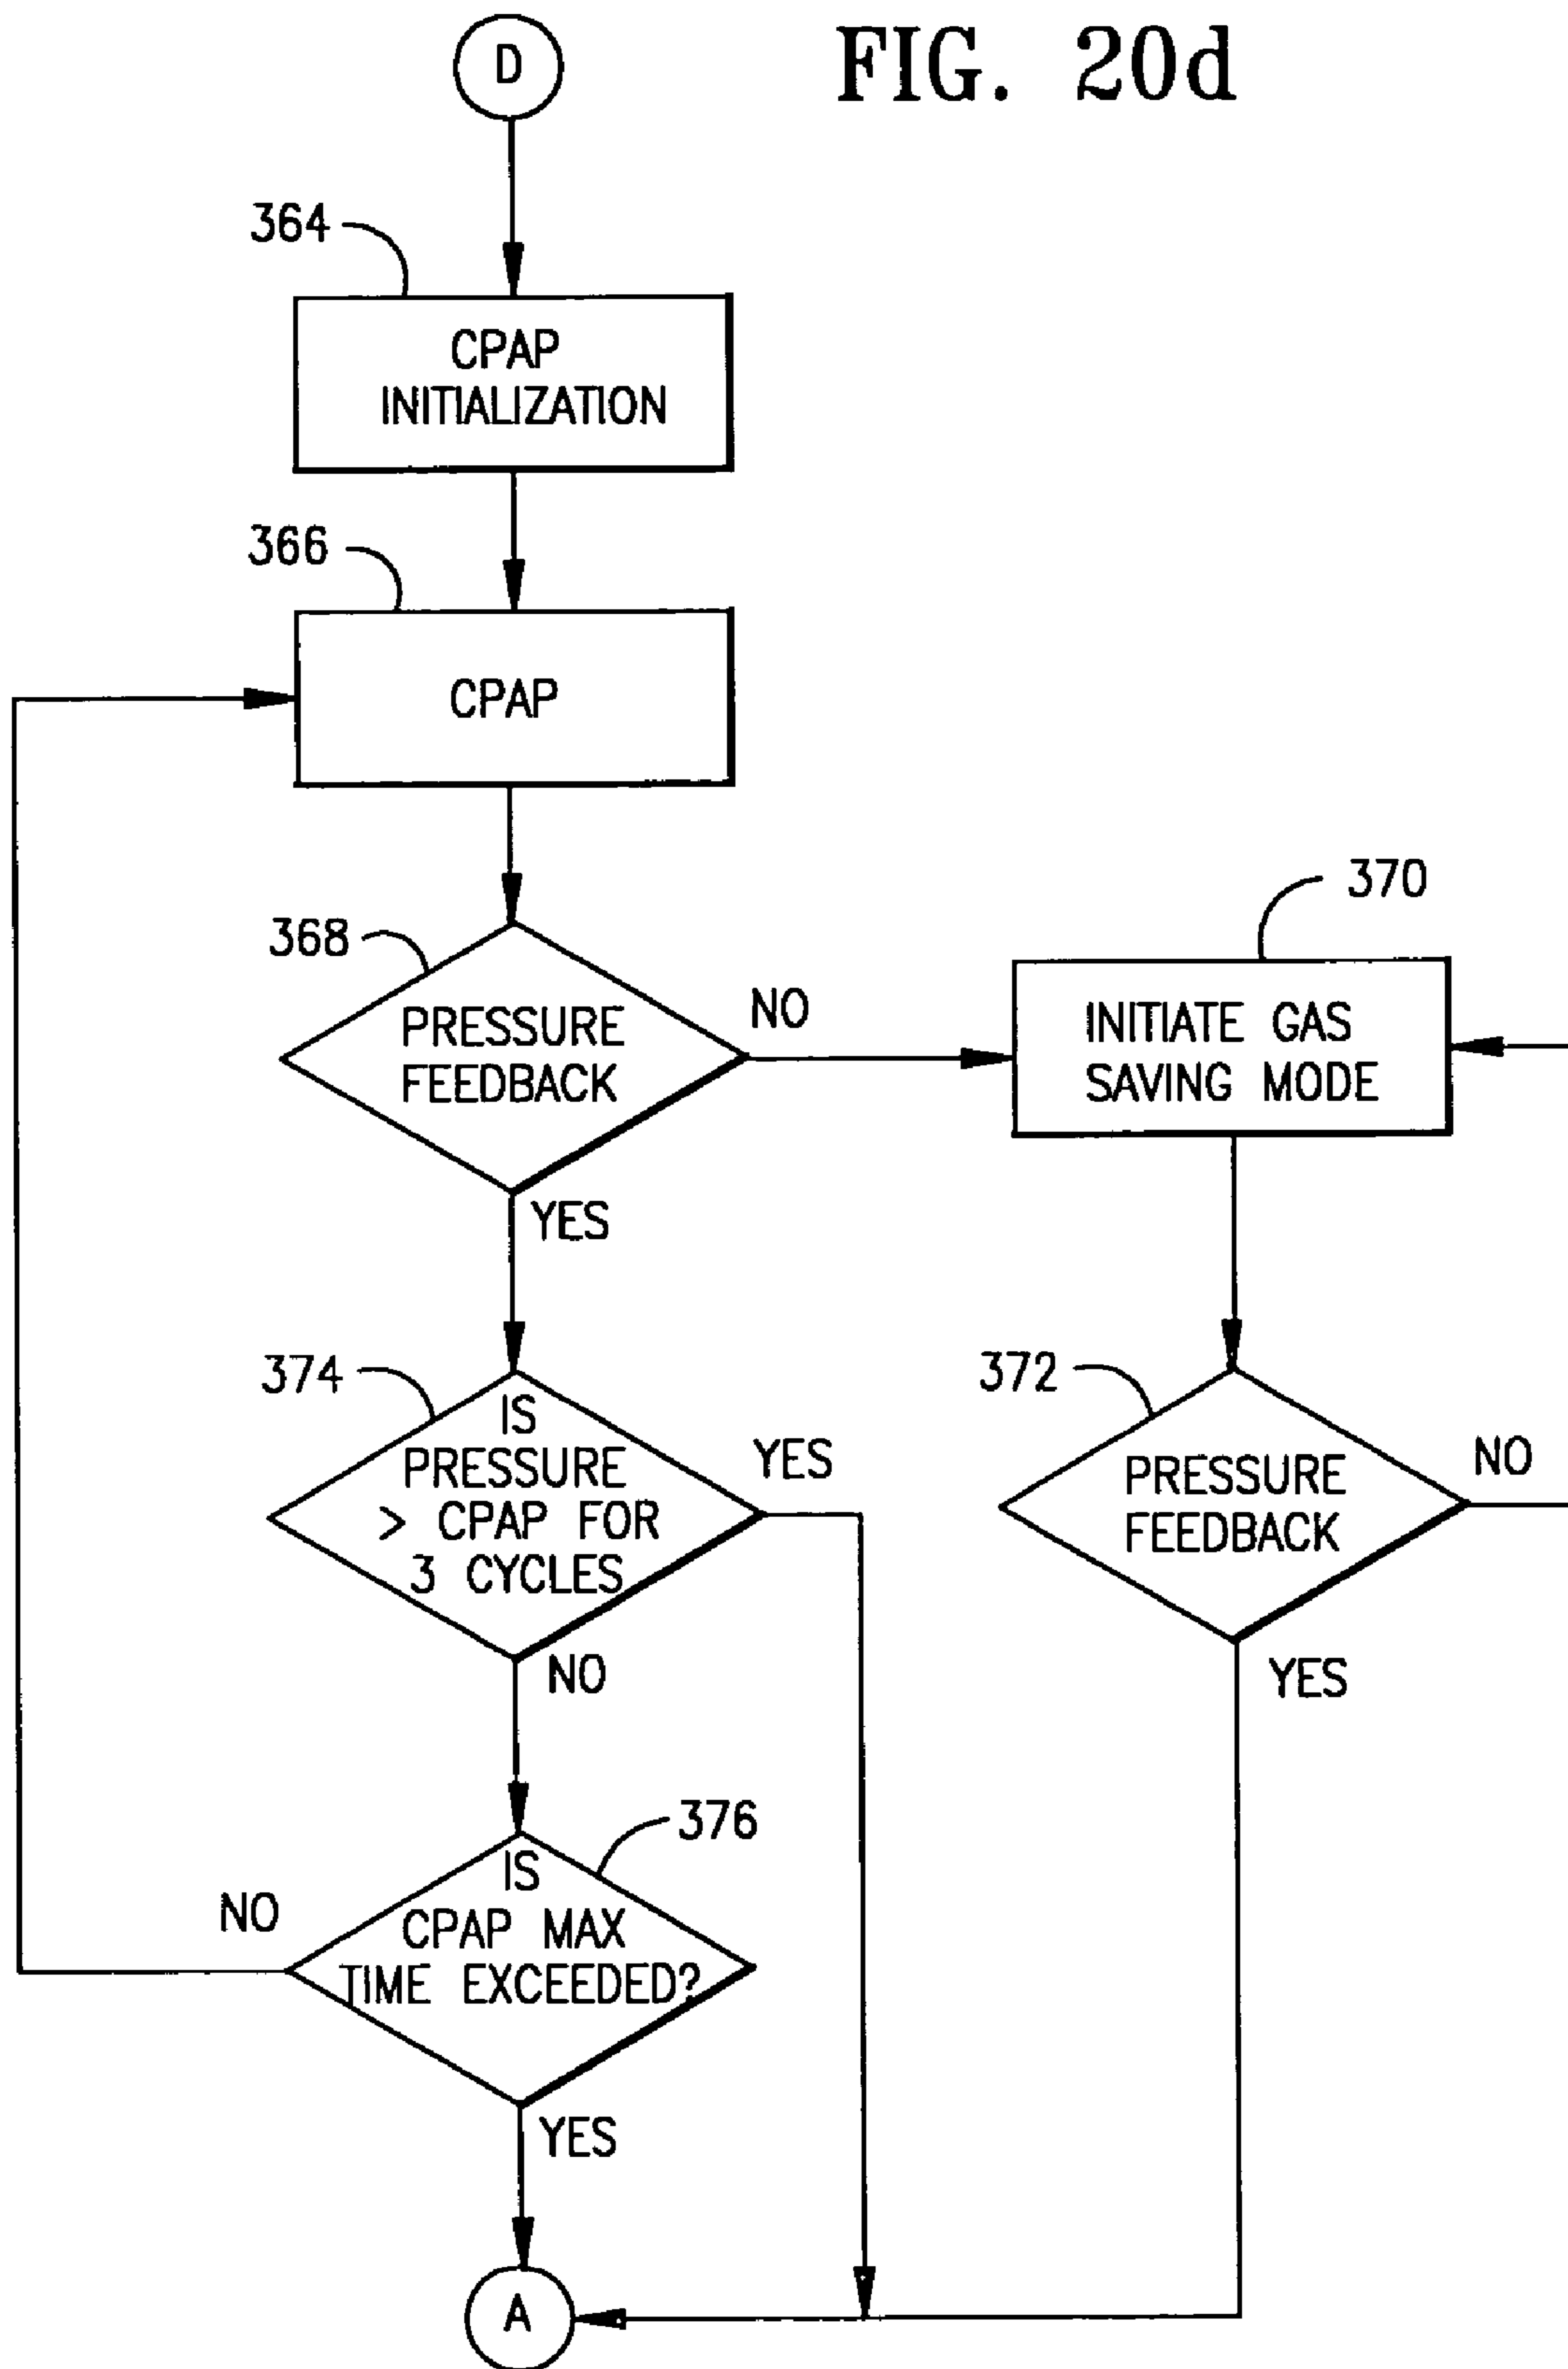 FIG. 20d
D
364
CPAP
INITIALIZATION
366
CPAP
368
PRESSURE
FEEDBACK
NO
YES
370
INITIATE GAS
SAVING MODE
372
PRESSURE
FEEDBACK
NO
YES
374
IS
PRESSURE
> CPAP FOR
3 CYCLES
YES
NO
376
IS
CPAP MAX
TIME EXCEEDED?
NO
YES
A